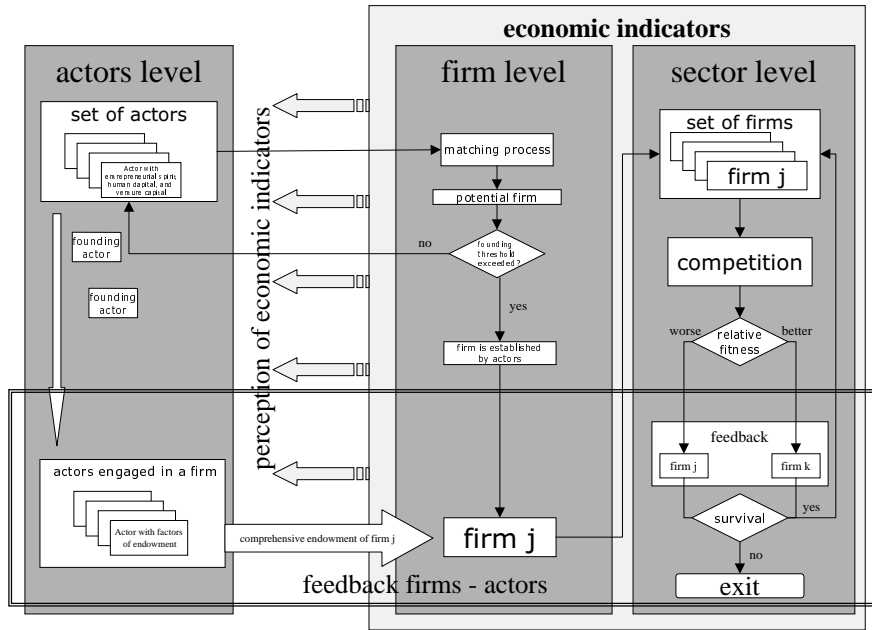 economic indicators
actors level
set of actors
Actor with
entrepreneurial spirit,
human capital, and
venture capital
founding
actor
founding
actor
actors engaged in a firm
Actor with factors
of endowment
perception of economic indicators
firm level
matching process
potential firm
founding
threshold
exceeded?
no
yes
firm is established
by actors
comprehensive endowment of firm j
firm j
feedback firms - actors
sector level
set of firms
firm j
competition
worse
relative
fitness
better
feedback
firm j
firm k
survival
yes
no
exit